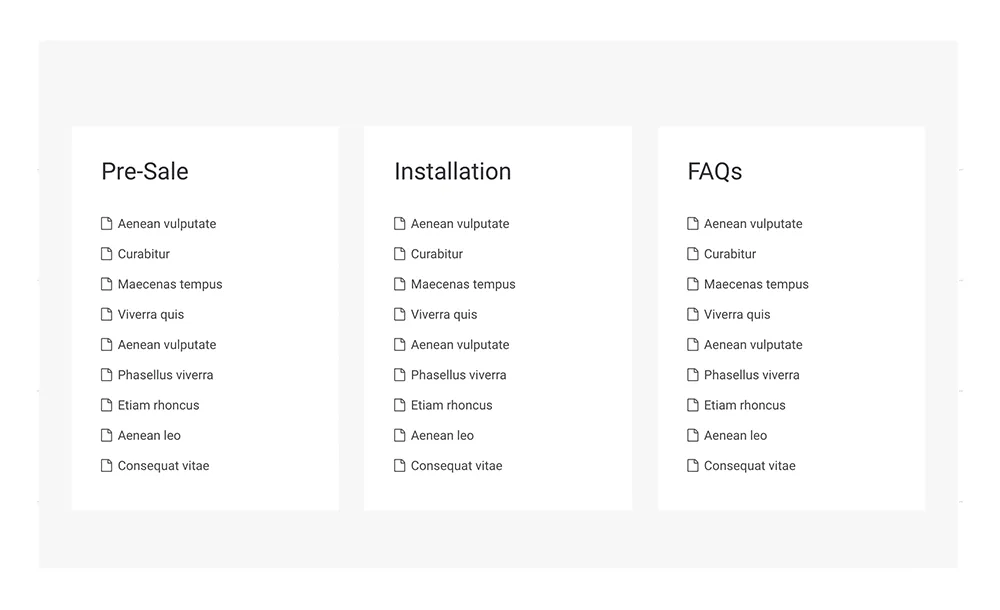 Pre-Sale
Aenean vulputate
Curabitur
Maecenas tempus
Viverra quis
Aenean vulputate
Phasellus viverra
Etiam rhoncus
Aenean leo
Consequat vitae
Installation
Aenean vulputate
Curabitur
Maecenas tempus
Viverra quis
Aenean vulputate
Phasellus viverra
Etiam rhoncus
Aenean leo
Consequat vitae
FAQs
Aenean vulputate
Curabitur
Maecenas tempus
Viverra quis
Aenean vulputate
Phasellus viverra
Etiam rhoncus
Aenean leo
Consequat vitae